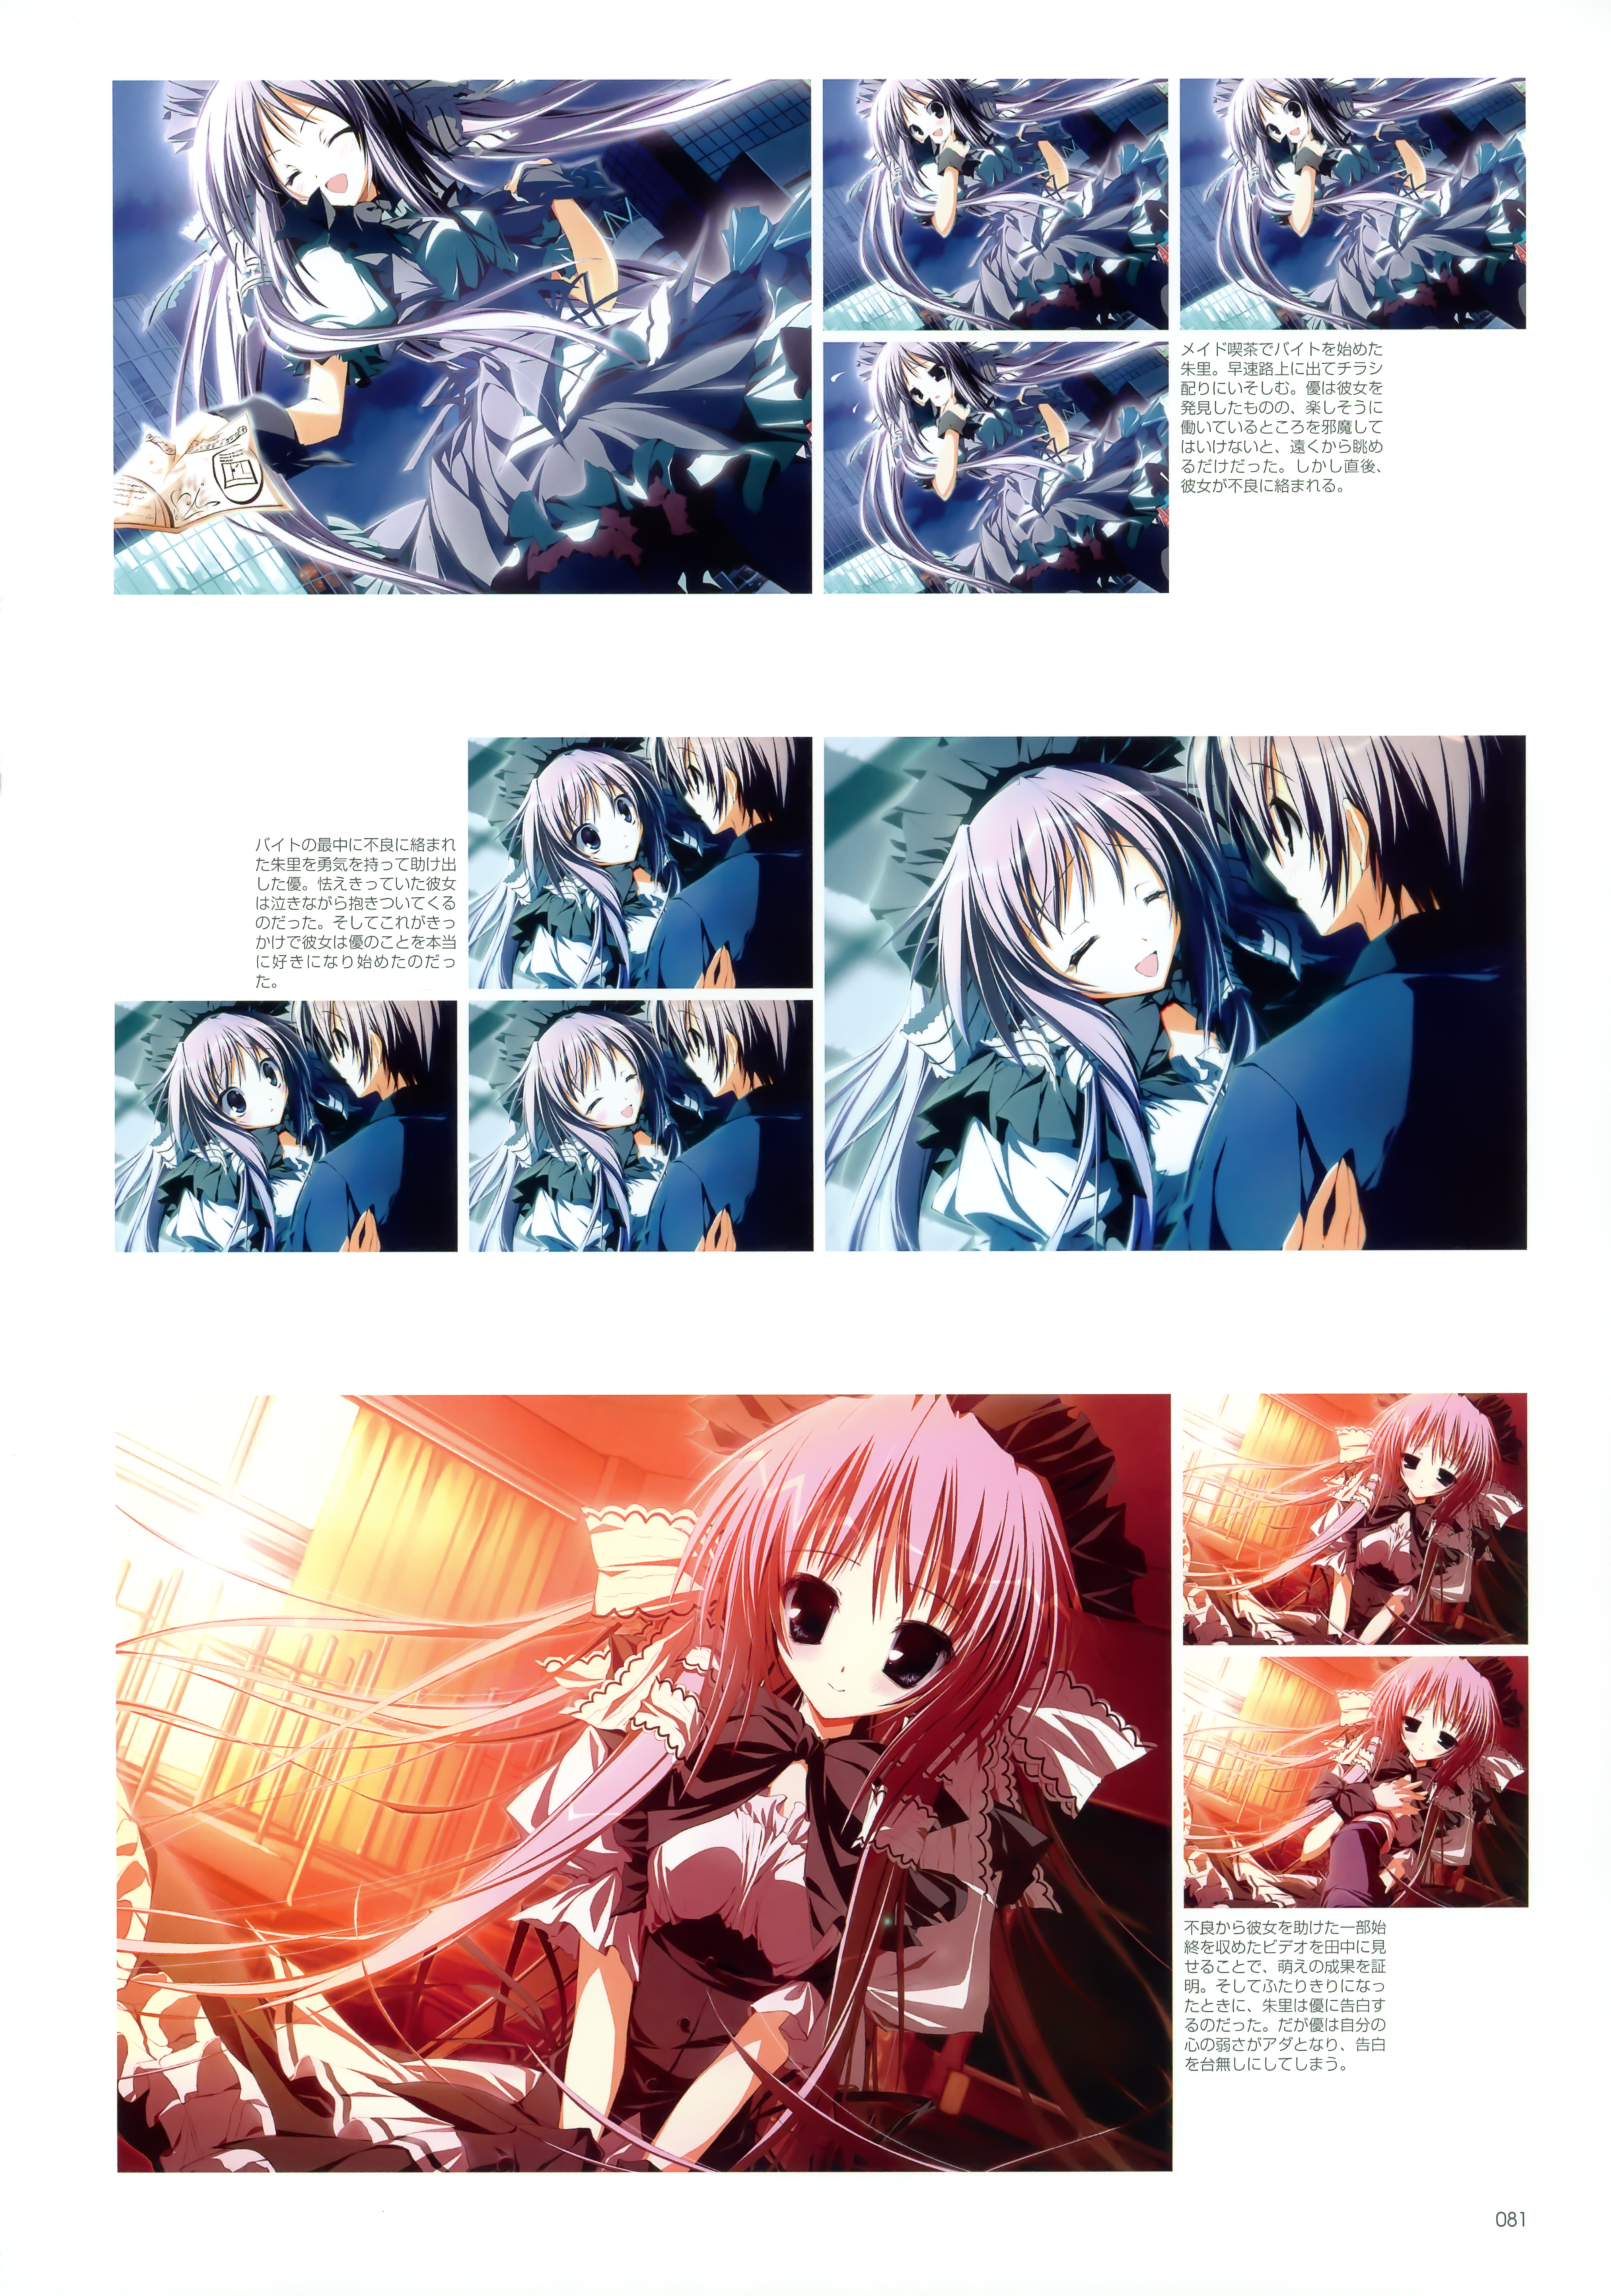 メイド喫茶でバイトを始めた
朱里。早速路上に出てチラシ
配りにいそしむ。優は彼女を
発見したものの、楽しそうに
働いているところを邪魔して
はいけないと、遠くから眺め
るだけだった。しかし直後、
彼女が不良に絡まれる。
バイトの最中に不良に絡まれ
た朱里を勇気を持って助け出
した優。怯えきっていた彼女
は泣きながら抱きついてくる
のだった。そしてこれがきっ
かけで彼女は優のことを本当
に好きになり始めたのだっ
た。
不良から彼女を助けた一部始
終を収めたビデオを田中に見
せることで、萌えの成果を証
明。そしてふたりきりになっ
たときに、朱里は優に告白す
るのだった。だが優は自分の
心の弱さがアダとなり、告白
を台無しにしてしまう。
081